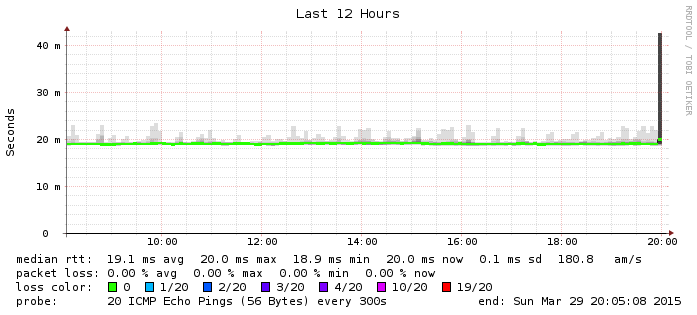 Last 12 Hours
RRDTOOL / TOBI OETIKER
Seconds
40 m
30 m
20 m
10 m
0
10:00 12:00 14:00 16:00 18:00 20:00
median rtt: 19.1 ms avg 20.0 ms max 18.9 ms min 20.0 ms now 0.1 ms sd 180.8 am/s
packet loss: 0.00 % avg 0.00 % max 0.00 % min 0.00 % now
loss color: 0 1/20 2/20 3/20 4/20 10/20 19/20
probe: 20 ICMP Echo Pings (56 Bytes) every 300s end: Sun Mar 29 20:05:08 2015